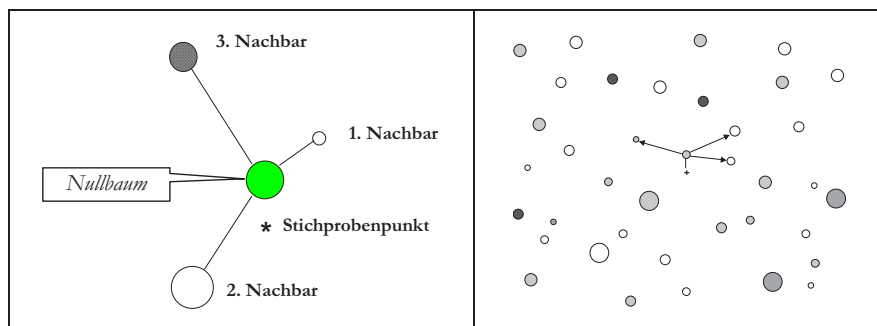 3. Nachbar
1. Nachbar
Nullbaum
* Stichprobenpunkt
2. Nachbar